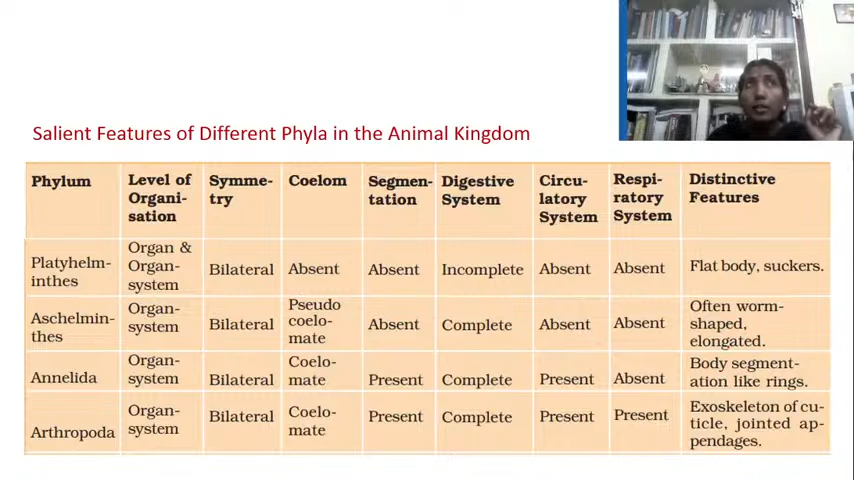 Salient Features of Different Phyla in the Animal Kingdom
Phylum
Level of
Organi-
sation
Symme-
try
Coelom
Segmen-
tation
Digestive
System
Circu-
latory
System
Respi-
ratory
System
Distinctive
Features
Platyhelm-
inthes
Organ &
Organ-
system
Bilateral
Absent
Absent
Incomplete
Absent
Absent
Flat body, suckers.
Aschelmin-
thes
Organ-
system
Bilateral
Pseudo
coelo-
mate
Absent
Complete
Absent
Absent
Often worm-
shaped,
elongated.
Annelida
Organ-
system
Bilateral
Coelo-
mate
Present
Complete
Present
Absent
Body segment-
ation like rings.
Arthropoda
Organ-
system
Bilateral
Coelo-
mate
Present
Complete
Present
Present
Exoskeleton of cu-
ticle, jointed ap-
pendages.